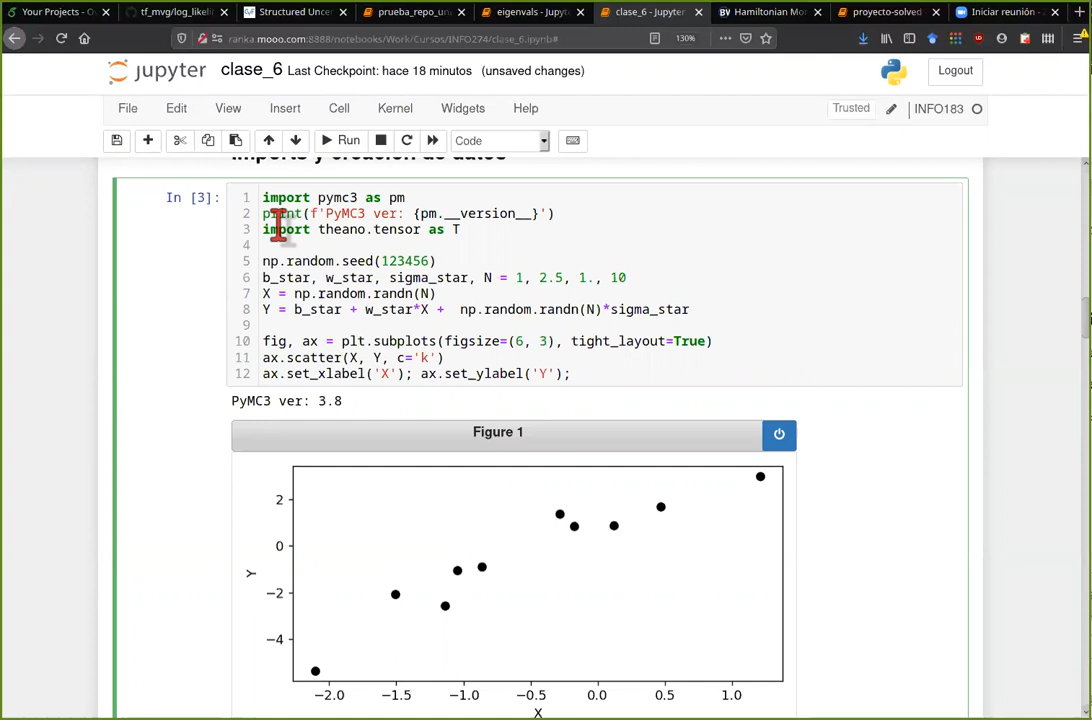 Your Projects - O
tf_mvg/log_likeli
Structured Uncer
prueba_repo_un
eigenvals - Jupyte
clase_6 - Jupyter
Hamiltonian Mor
proyecto-solved
Iniciar reunión - Z
ranka.mooo.com:8888/notebooks/Work/Cursos/INFO274/clase_6.ipynb#
130%
jupyter clase_6 Last Checkpoint: hace 18 minutos (unsaved changes)
Logout
File Edit View Insert Cell Kernel Widgets Help
Trusted
INFO183
Run
Code
Imports y creación de datos
In [3]:
1 import pymc3 as pm
2 print(f'PyMC3 ver: {pm.__version__}')
3 import theano.tensor as T
4
5 np.random.seed(123456)
6 b_star, w_star, sigma_star, N = 1, 2.5, 1., 10
7 X = np.random.randn(N)
8 Y = b_star + w_star*X +  np.random.randn(N)*sigma_star
9
10 fig, ax = plt.subplots(figsize=(6, 3), tight_layout=True)
11 ax.scatter(X, Y, c='k')
12 ax.set_xlabel('X'); ax.set_ylabel('Y');
PyMC3 ver: 3.8
Figure 1
2
0
−2
−4
Y
−2.0 −1.5 −1.0 −0.5 0.0 0.5 1.0
X